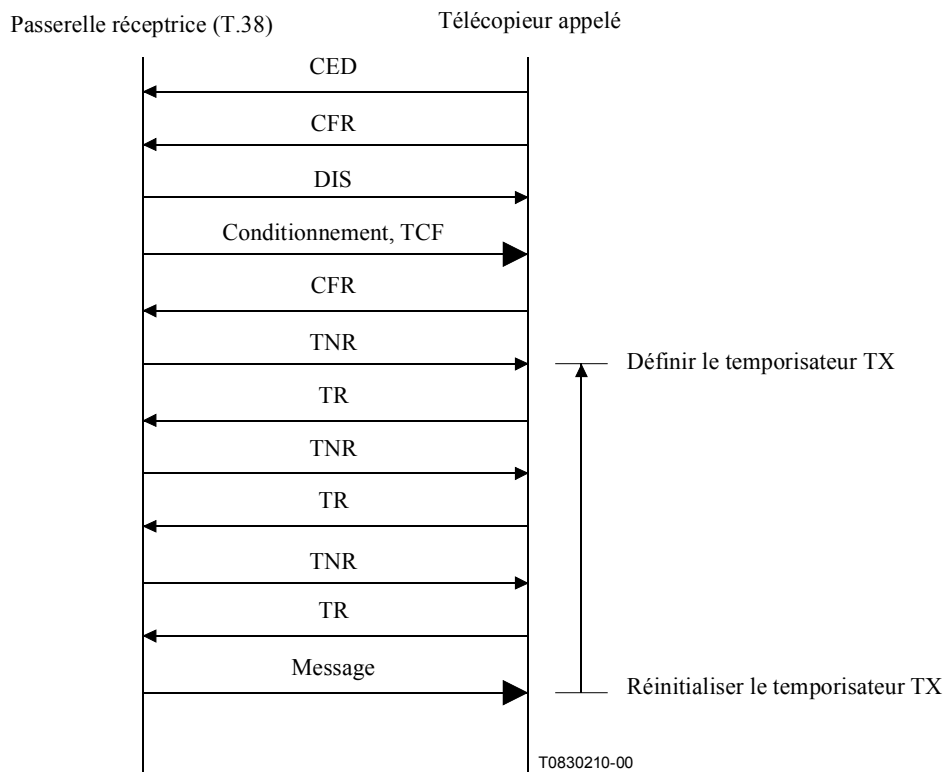 Passerelle réceptrice (T.38)
Télécopieur appelé
CED
CFR
DIS
Conditionnement, TCF
CFR
TNR
Définir le temporisateur TX
TR
TNR
TR
TNR
TR
Message
Réinitialiser le temporisateur TX
T0830210-00